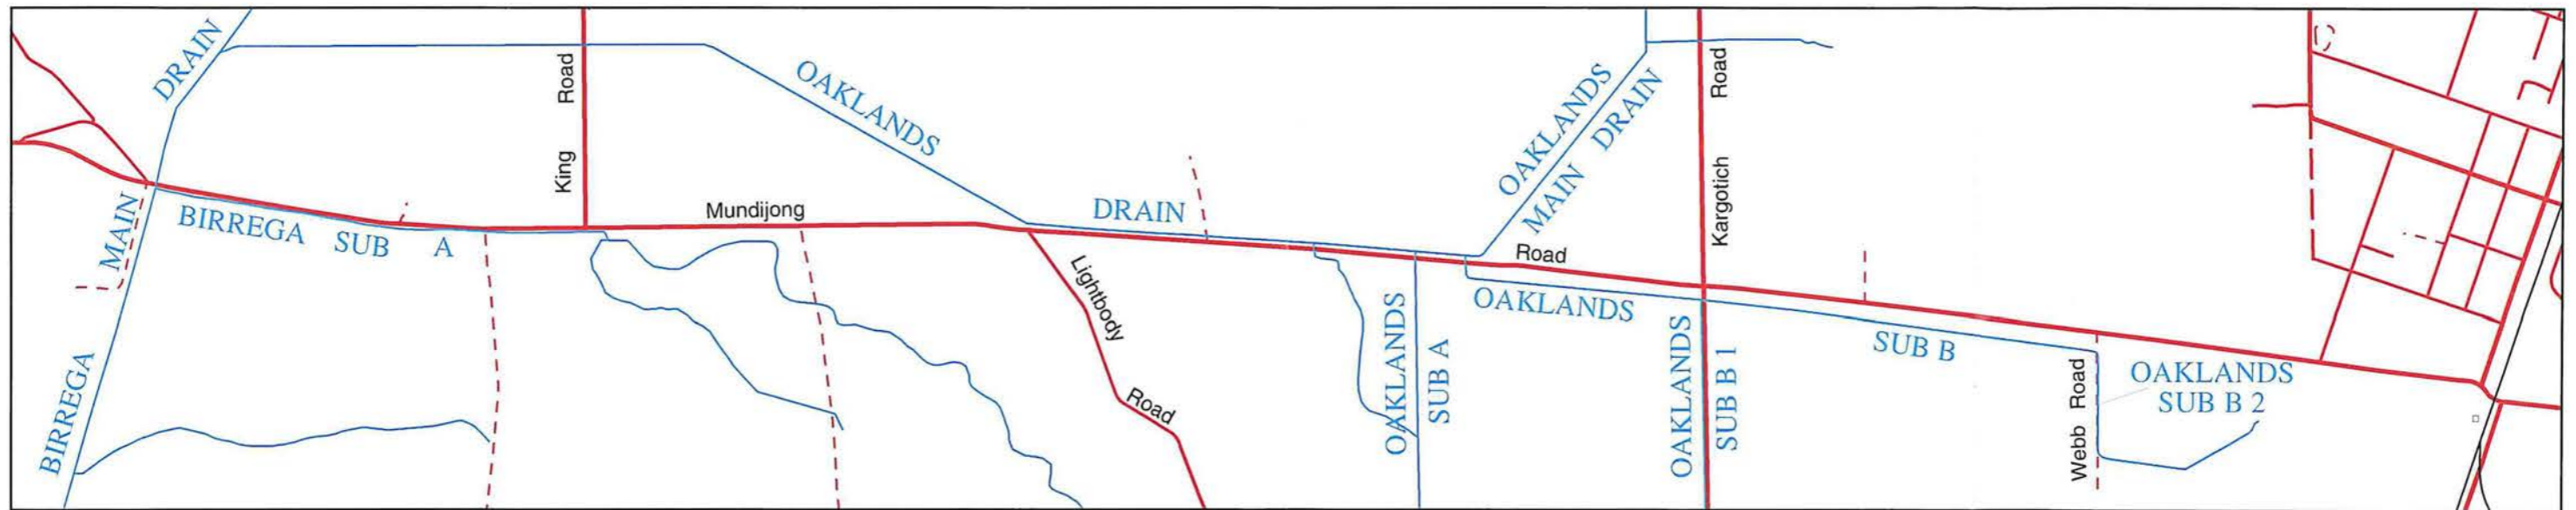 DRAIN
MAIN
BIRREGA
BIRREGA SUB A
King Road
OAKLANDS
DRAIN
Mundijong
Road
Lightbody
Road
OAKLANDS
MAIN DRAIN
Kargotich Road
OAKLANDS
SUB A
OAKLANDS
SUB B
OAKLANDS
SUB B 1
Webb Road
OAKLANDS
SUB B 2